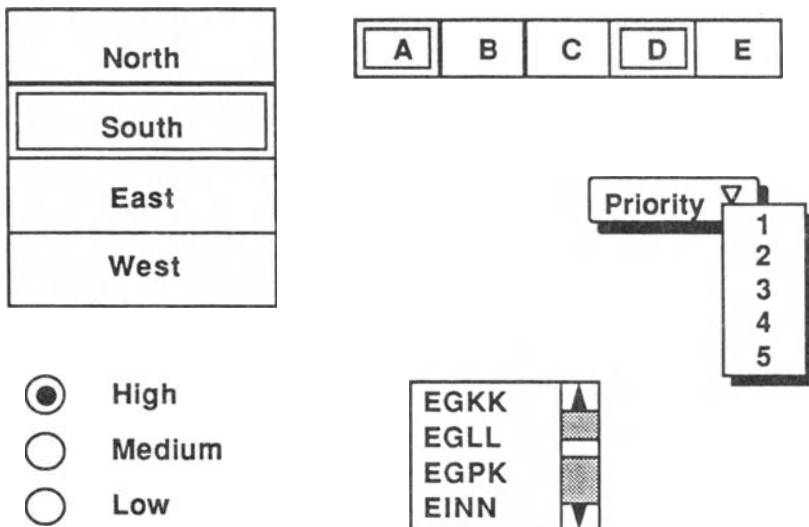 North
South
East
West
A B C D E
Priority
1
2
3
4
5
High
Medium
Low
EGKK
EGLL
EGPK
EINN